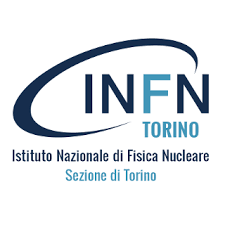 INFN
TORINO
Istituto Nazionale di Fisica Nucleare
Sezione di Torino